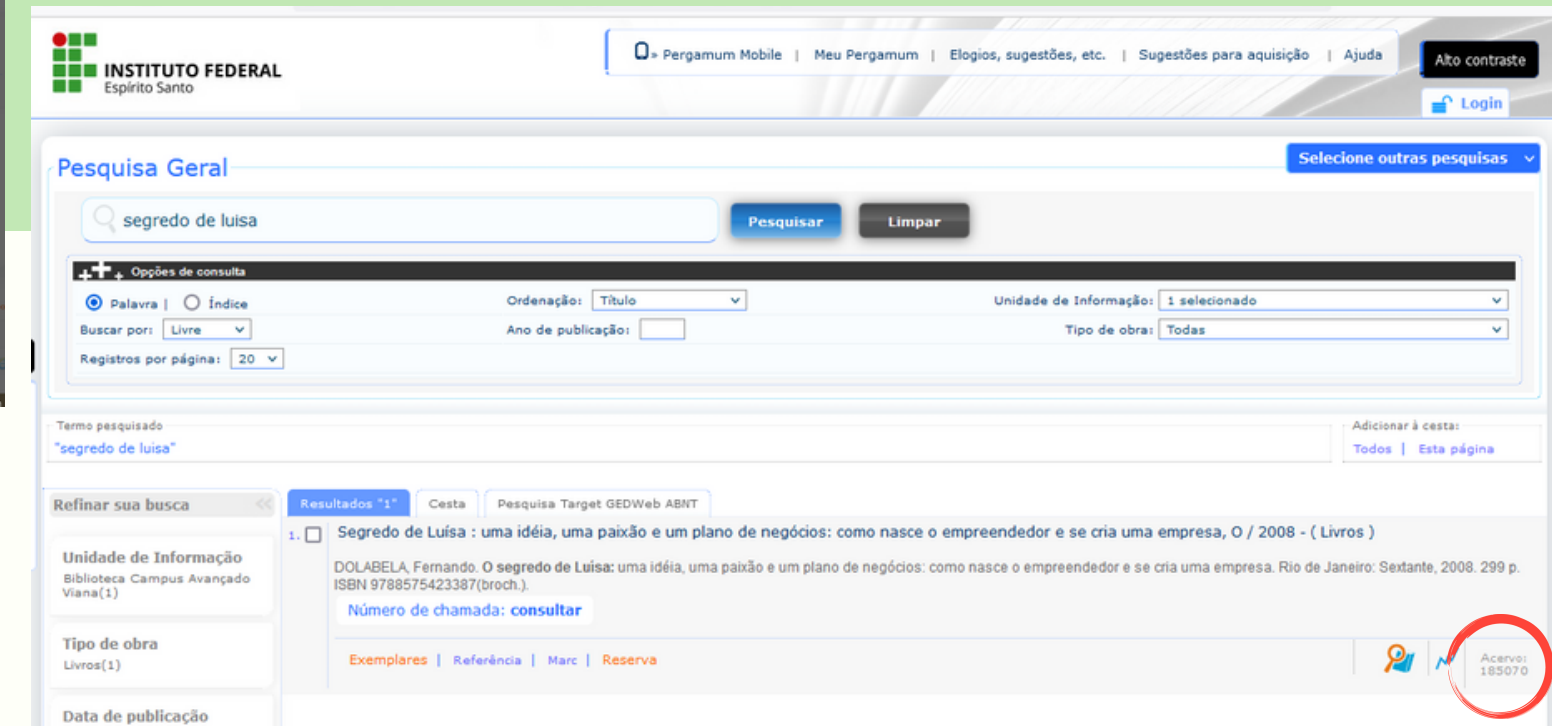 INSTITUTO FEDERAL
Espírito Santo
» Pergamum Mobile | Meu Pergamum | Elogios, sugestões, etc. | Sugestões para aquisição | Ajuda
Alto contraste
Login
Pesquisa Geral
Selecione outras pesquisas
segredo de luisa
Pesquisar
Limpar
Opções de consulta
Palavra | Índice
Ordenação: Título
Unidade de Informação: 1 selecionado
Buscar por: Livre
Ano de publicação:
Tipo de obra: Todas
Registros por página: 20
Termo pesquisado
"segredo de luisa"
Adicionar à cesta:
Todos | Esta página
Refinar sua busca
Resultados "1"
Cesta
Pesquisa Target GEDWeb ABNT
1.
Segredo de Luísa : uma idéia, uma paixão e um plano de negócios: como nasce o empreendedor e se cria uma empresa, O / 2008 - ( Livros )
DOLABELA, Fernando. O segredo de Luisa: uma idéia, uma paixão e um plano de negócios: como nasce o empreendedor e se cria uma empresa. Rio de Janeiro: Sextante, 2008. 299 p.
ISBN 9788575423387(broch.).
Número de chamada: consultar
Exemplares | Referência | Marc | Reserva
Acervo:
185070
Unidade de Informação
Biblioteca Campus Avançado
Viana(1)
Tipo de obra
Livros(1)
Data de publicação